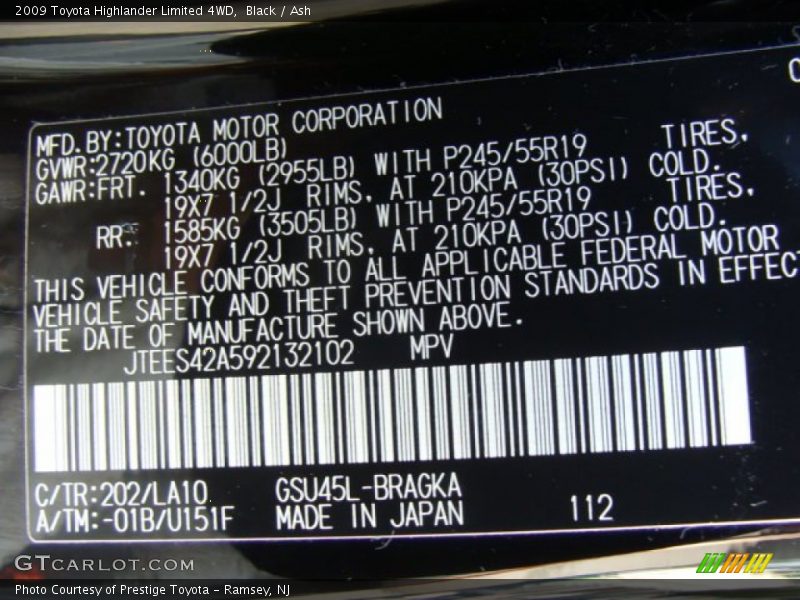 2009 Toyota Highlander Limited 4WD, Black / Ash
MFD.BY:TOYOTA MOTOR CORPORATION
GVWR:2720KG (6000LB)
GAWR:FRT. 1340KG (2955LB) WITH P245/55R19 TIRES,
19X7 1/2J RIMS, AT 210KPA (30PSI) COLD.
RR: 1585KG (3505LB) WITH P245/55R19 TIRES,
19X7 1/2J RIMS, AT 210KPA (30PSI) COLD.
THIS VEHICLE CONFORMS TO ALL APPLICABLE FEDERAL MOTOR
VEHICLE SAFETY AND THEFT PREVENTION STANDARDS IN EFFEC
THE DATE OF MANUFACTURE SHOWN ABOVE.
JTEES42A592132102 MPV
C/TR:202/LA10 GSU45L-BRAGKA
A/TM:-01B/U151F MADE IN JAPAN 112
GTCARLOT.COM
Photo Courtesy of Prestige Toyota - Ramsey, NJ